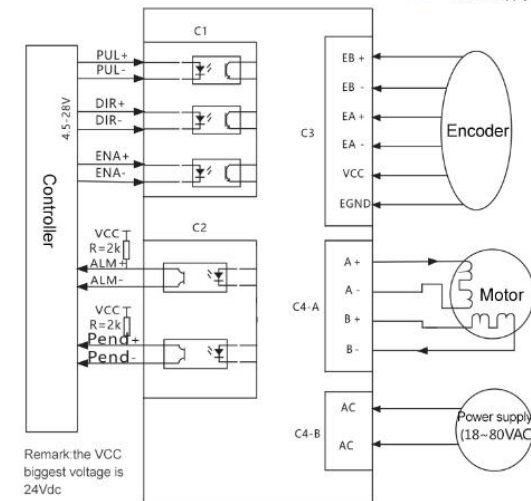 C1
PUL+
PUL-
DIR+
DIR-
ENA+
ENA-
4.5-28V
Controller
C2
VCC
R=2k
ALM+
ALM-
VCC
R=2k
Pend+
Pend-
Remark:the VCC
biggest voltage is
24Vdc
C3
EB +
EB -
EA +
EA -
VCC
EGND
Encoder
C4-A
A+
A -
B +
B-
Motor
C4-B
AC
AC
Power supply
(18~80VAC